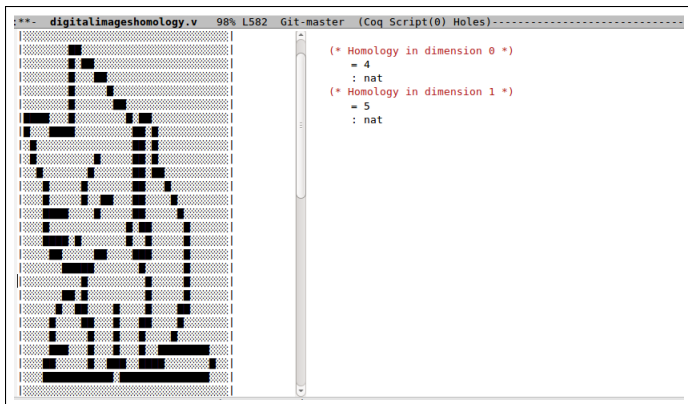 :**-  digitalimageshomology.v   98% L582  Git-master  (Coq Script(0) Holes)----------------------------------
(* Homology in dimension 0 *)
= 4
: nat
(* Homology in dimension 1 *)
= 5
: nat